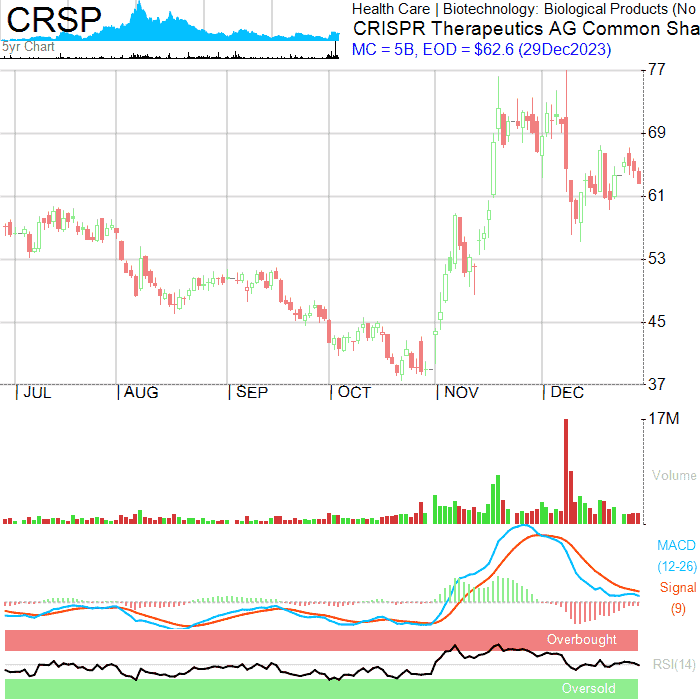 CRSP
5yr Chart
Health Care | Biotechnology: Biological Products (No
CRISPR Therapeutics AG Common Sha
MC = 5B, EOD = $62.6 (29Dec2023)
77
69
61
53
45
37
JUL AUG SEP OCT NOV DEC
17M
Volume
MACD
(12-26)
Signal
(9)
Overbought
RSI(14)
Oversold